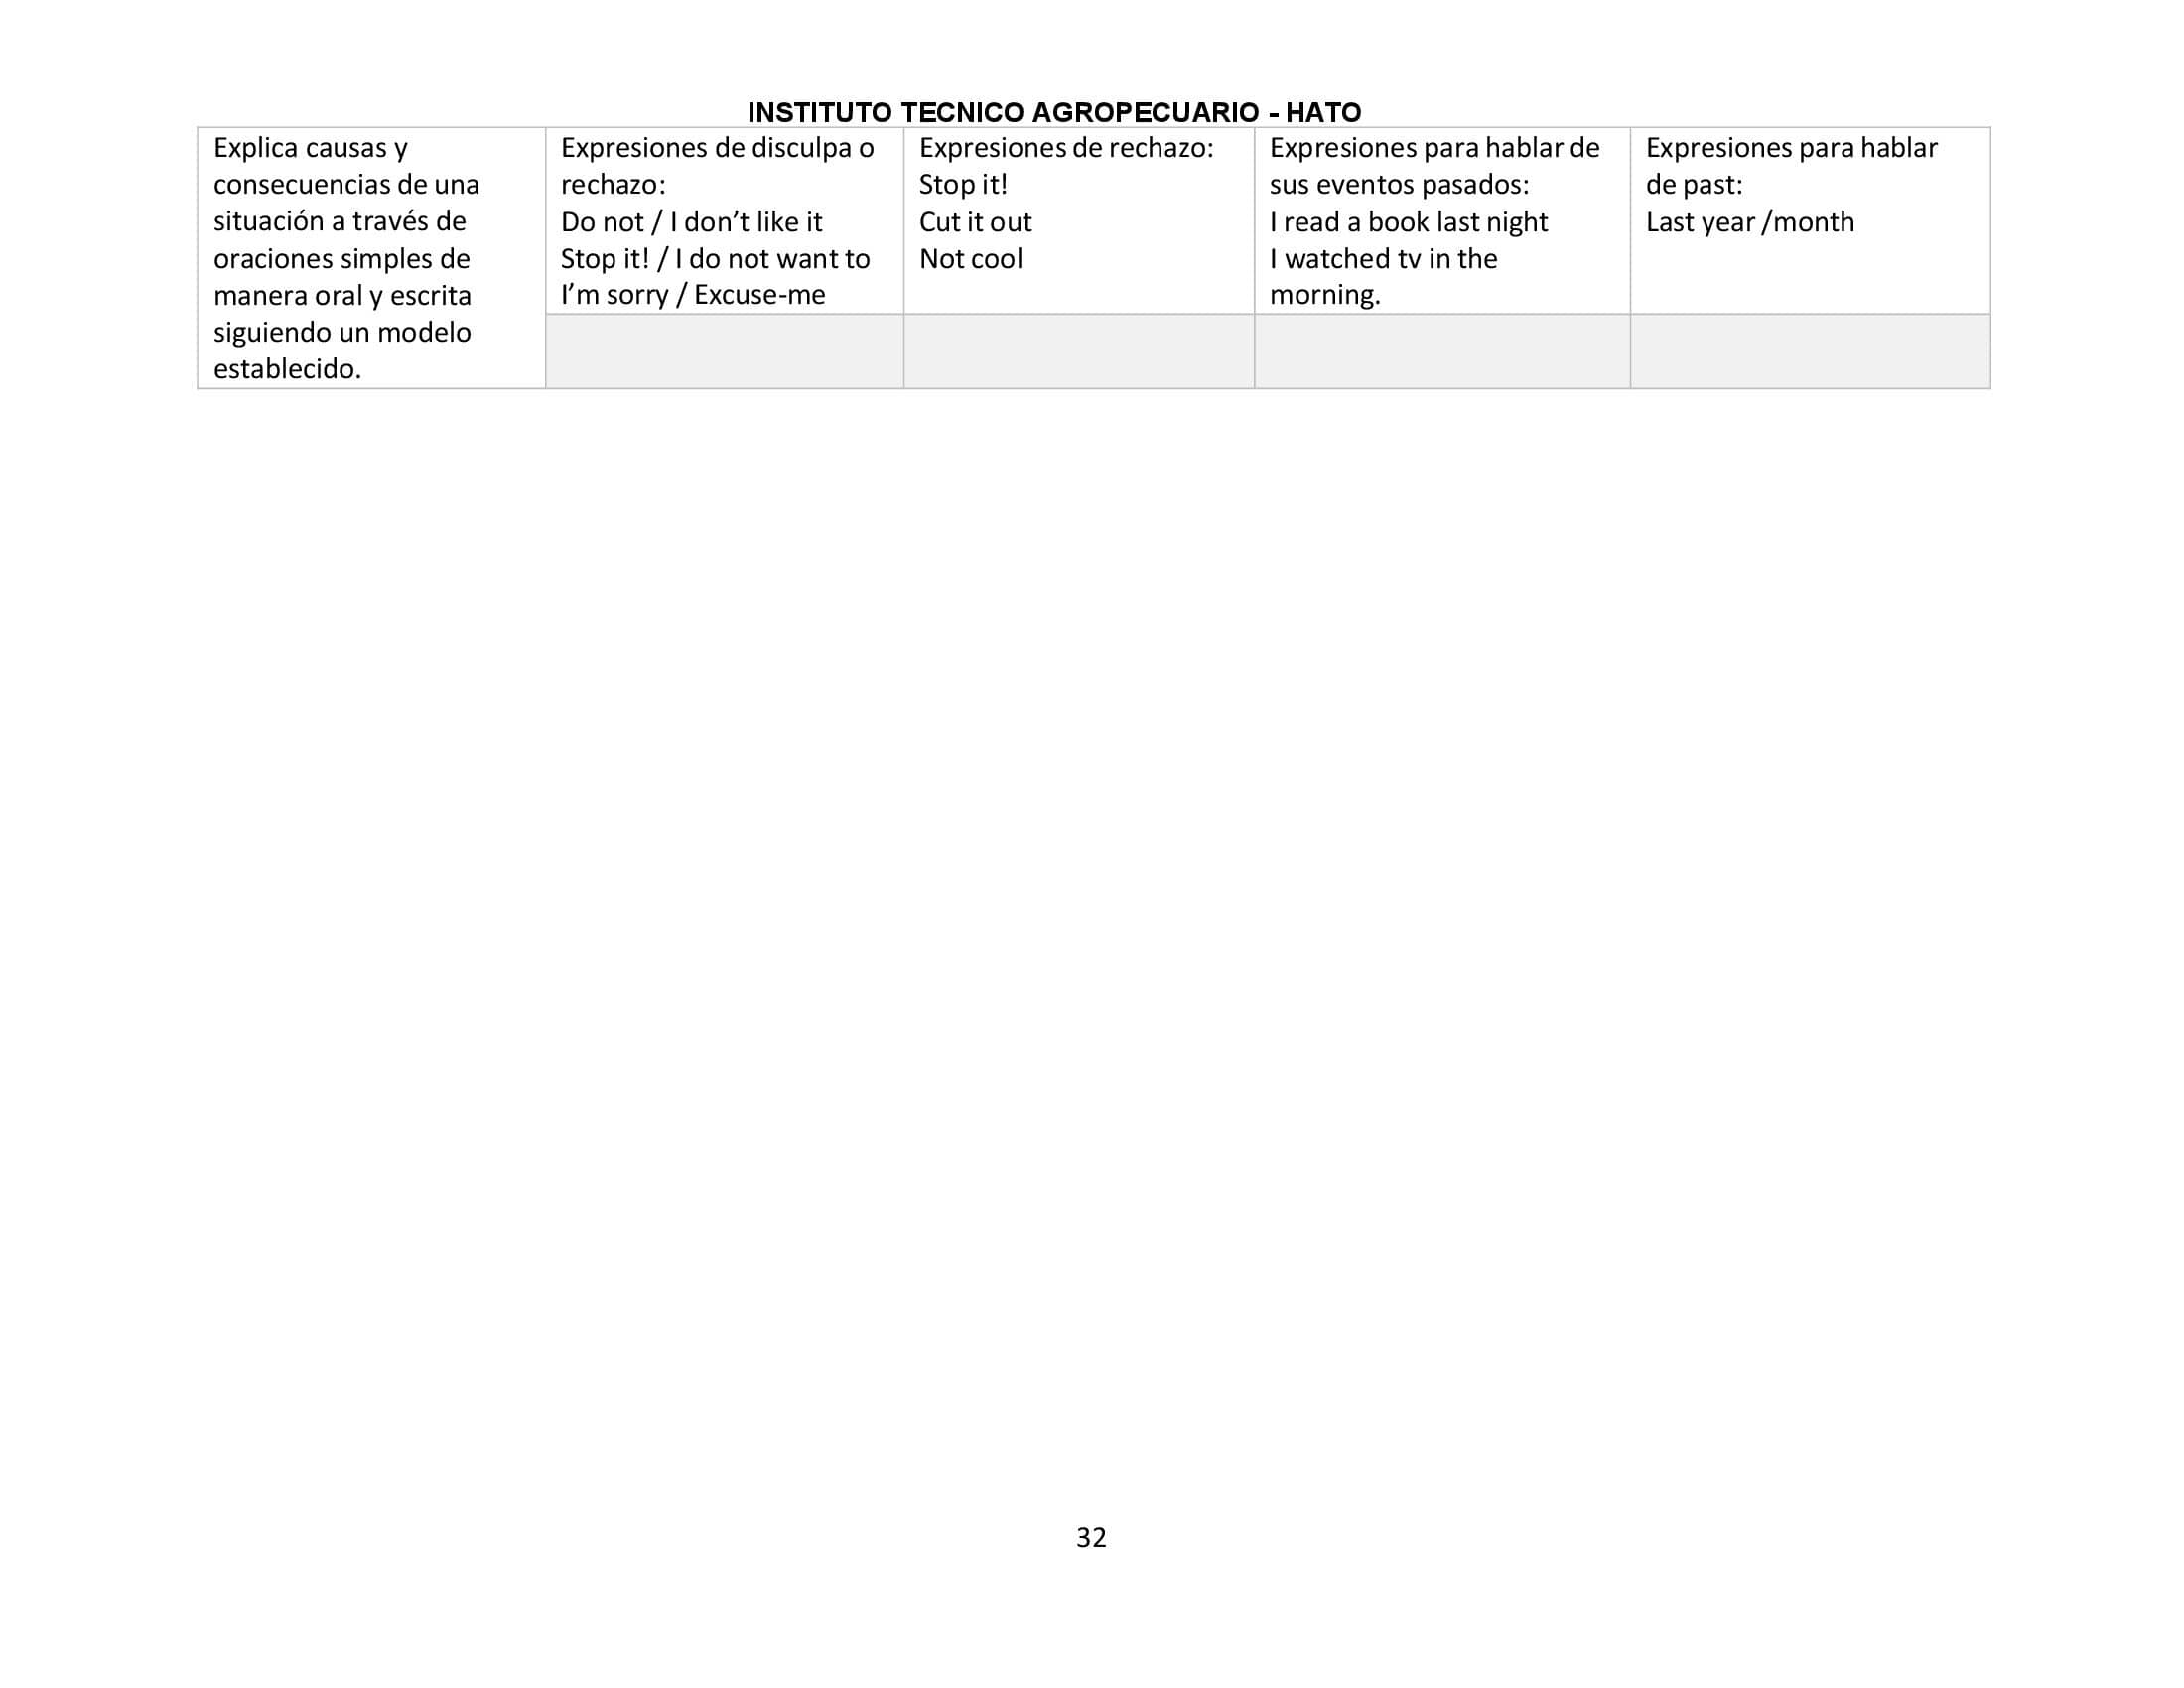 INSTITUTO TECNICO AGROPECUARIO - HATO
Explica causas y
consecuencias de una
situación a través de
oraciones simples de
manera oral y escrita
siguiendo un modelo
establecido.
Expresiones de disculpa o
rechazo:
Do not / I don’t like it
Stop it! / I do not want to
I’m sorry / Excuse-me
Expresiones de rechazo:
Stop it!
Cut it out
Not cool
Expresiones para hablar de
sus eventos pasados:
I read a book last night
I watched tv in the
morning.
Expresiones para hablar
de past:
Last year /month
32